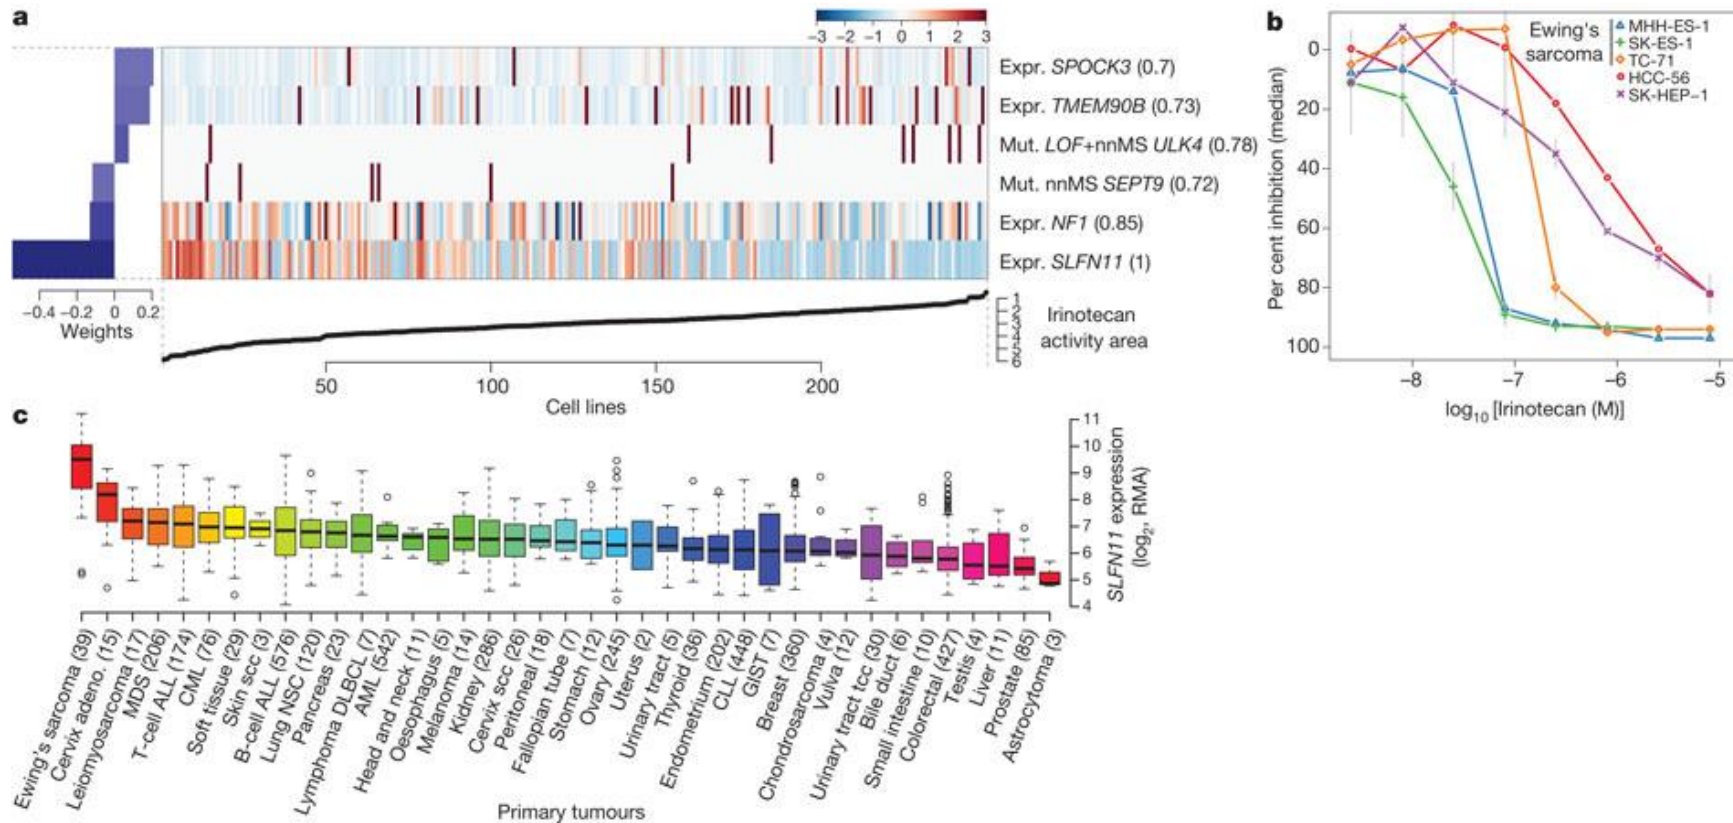 a
−3 −2 −1 0 1 2 3
Expr. SPOCK3 (0.7)
Expr. TMEM90B (0.73)
Mut. LOF+nnMS ULK4 (0.78)
Mut. nnMS SEPT9 (0.72)
Expr. NF1 (0.85)
Expr. SLFN11 (1)
−0.4 −0.2 0 0.2
Weights
1
2
3
4
5
6
Irinotecan
activity area
50 100 150 200
Cell lines
b
Ewing's
sarcoma
MHH-ES-1
SK-ES-1
TC-71
HCC-56
SK-HEP-1
Per cent inhibition (median)
0
20
40
60
80
100
−8 −7 −6 −5
log10 [Irinotecan (M)]
c
11
10
9
8
7
6
5
4
SLFN11 expression
(log2, RMA)
Ewing's sarcoma (39)
Cervix adeno. (15)
Leiomyosarcoma (17)
MDS (206)
T-cell ALL (174)
CML (76)
Soft tissue (29)
Skin scc (3)
B-cell ALL (576)
Lung NSC (120)
Pancreas (23)
Lymphoma DLBCL (7)
AML (542)
Head and neck (11)
Oesophagus (5)
Melanoma (14)
Kidney (286)
Cervix scc (26)
Peritoneal (18)
Fallopian tube (7)
Stomach (12)
Ovary (245)
Uterus (2)
Urinary tract (5)
Thyroid (36)
Endometrium (202)
CLL (448)
GIST (7)
Breast (360)
Chondrosarcoma (4)
Vulva (12)
Urinary tract tcc (30)
Bile duct (6)
Small intestine (10)
Colorectal (427)
Testis (4)
Liver (11)
Prostate (85)
Astrocytoma (3)
Primary tumours